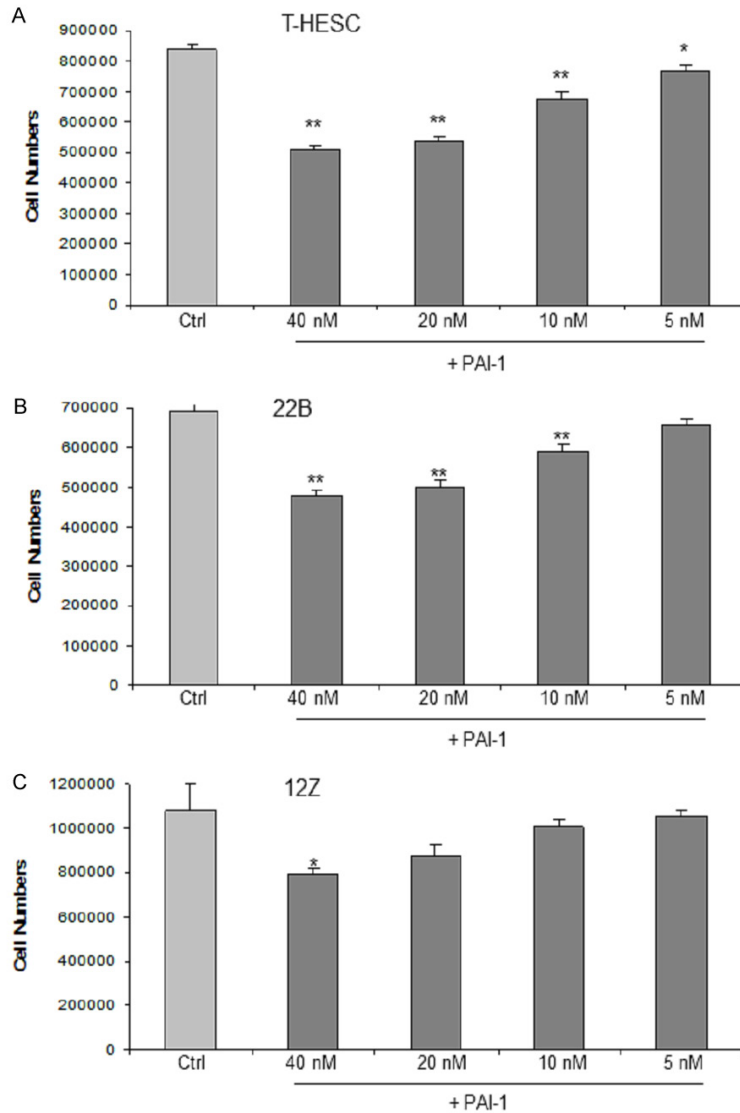 A
T-HESC
Cell Numbers
900000
800000
700000
600000
500000
400000
300000
200000
100000
0
** ** ** *
Ctrl 40 nM 20 nM 10 nM 5 nM
+ PAI-1
B
22B
Cell Numbers
700000
600000
500000
400000
300000
200000
100000
0
** ** **
Ctrl 40 nM 20 nM 10 nM 5 nM
+ PAI-1
C
12Z
Cell Numbers
1200000
1000000
800000
600000
400000
200000
0
*
Ctrl 40 nM 20 nM 10 nM 5 nM
+ PAI-1